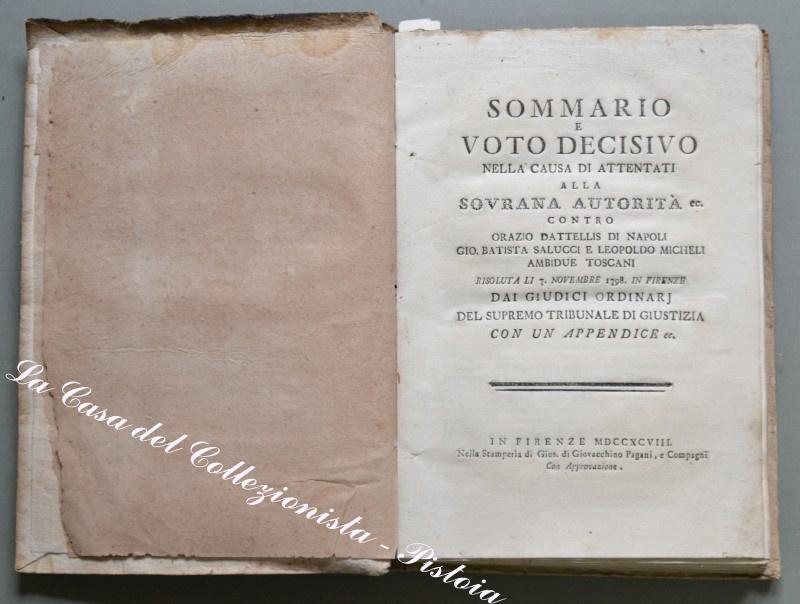 SOMMARIO
E
VOTO DECISIVO
NELLA CAUSA DI ATTENTATI
ALLA
SOVRANA AUTORITÀ ec.
CONTRO
ORAZIO DATTELLIS DI NAPOLI
GIO. BATISTA SALUCCI E LEOPOLDO MICHELI
AMBIDUE TOSCANI
RISOLUTA LI 7. NOVEMBRE 1798. IN FIRENZE
DAI GIUDICI ORDINARJ
DEL SUPREMO TRIBUNALE DI GIUSTIZIA
CON UN APPENDICE ec.
IN FIRENZE MDCCXCVIII.
Nella Stamperia di Gius. di Giovacchino Pagani, e Compagni
Con Approvazione.
La Casa del Collezionista - Pistoia